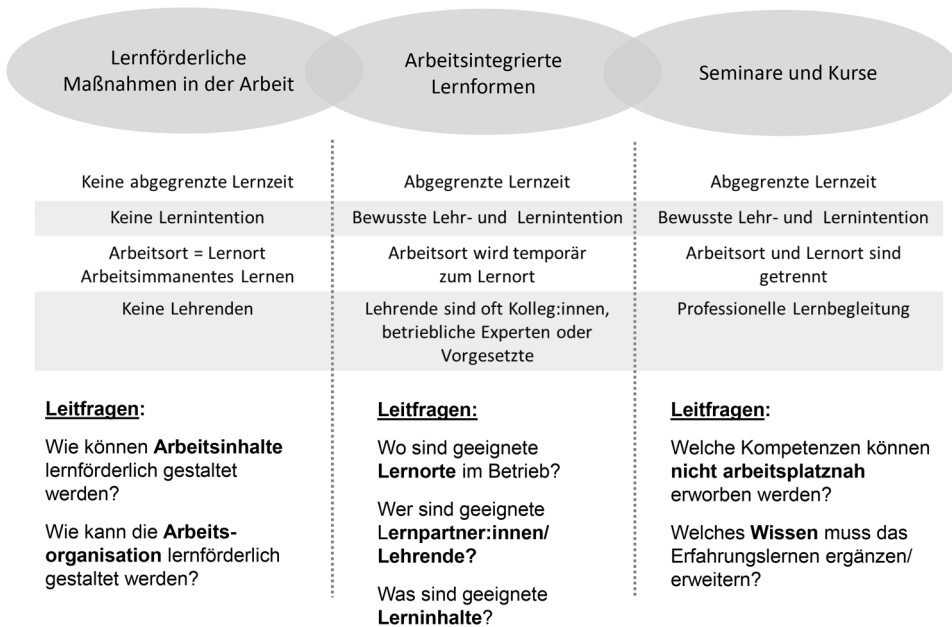 Lernförderliche
Maßnahmen in der Arbeit
Arbeitsintegrierte
Lernformen
Seminare und Kurse
Keine abgegrenzte Lernzeit
Abgegrenzte Lernzeit
Abgegrenzte Lernzeit
Keine Lernintention
Bewusste Lehr- und Lernintention
Bewusste Lehr- und Lernintention
Arbeitsort = Lernort
Arbeitsimmanentes Lernen
Arbeitsort wird temporär
zum Lernort
Arbeitsort und Lernort sind
getrennt
Keine Lehrenden
Lehrende sind oft Kolleg:innen,
betriebliche Experten oder
Vorgesetzte
Professionelle Lernbegleitung
Leitfragen:
Wie können Arbeitsinhalte
lernförderlich gestaltet
werden?
Wie kann die Arbeits-
organisation lernförderlich
gestaltet werden?
Leitfragen:
Wo sind geeignete
Lernorte im Betrieb?
Wer sind geeignete
Lernpartner:innen/
Lehrende?
Was sind geeignete
Lerninhalte?
Leitfragen:
Welche Kompetenzen können
nicht arbeitsplatznah
erworben werden?
Welches Wissen muss das
Erfahrungslernen ergänzen/
erweitern?